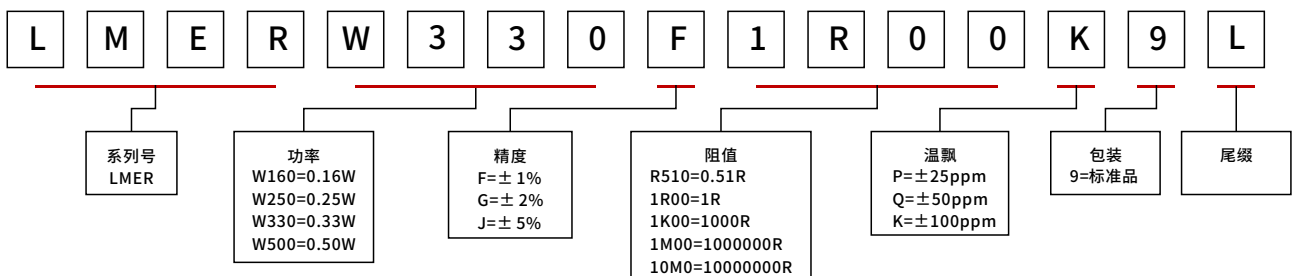 L M E R W 3 3 0 F 1 R 0 0 K 9 L
系列号
LMER
功率
W160=0.16W
W250=0.25W
W330=0.33W
W500=0.50W
精度
F=± 1%
G=± 2%
J=± 5%
阻值
R510=0.51R
1R00=1R
1K00=1000R
1M00=1000000R
10M0=10000000R
温飘
P=±25ppm
Q=±50ppm
K=±100ppm
包装
9=标准品
尾缀